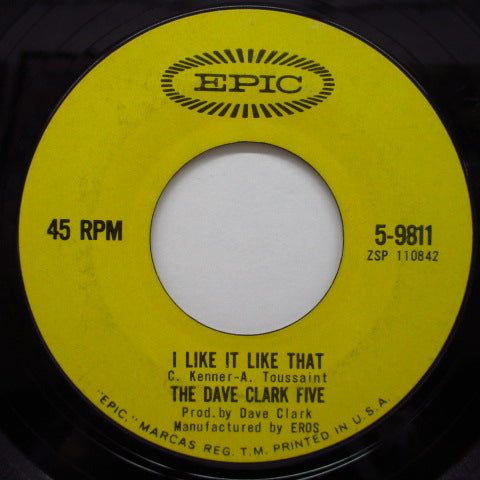 EPIC
45 RPM
5-9811
ZSP 110842
I LIKE IT LIKE THAT
C. Kenner-A. Toussaint
THE DAVE CLARK FIVE
Prod.by Dave Clark
Manufactured by EROS
"EPIC," MARCAS REG. T.M. PRINTED IN U.S.A.